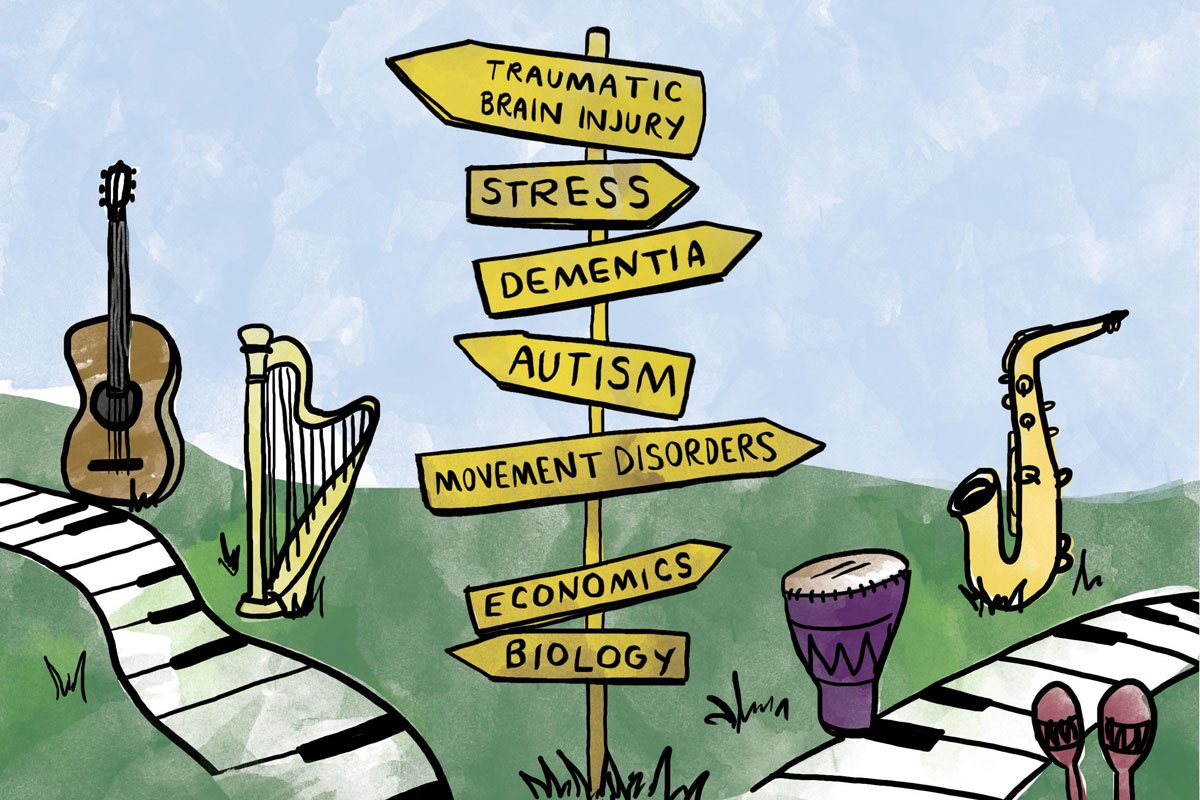 TRAUMATIC
BRAIN INJURY
STRESS
DEMENTIA
AUTISM
MOVEMENT DISORDERS
ECONOMICS
BIOLOGY